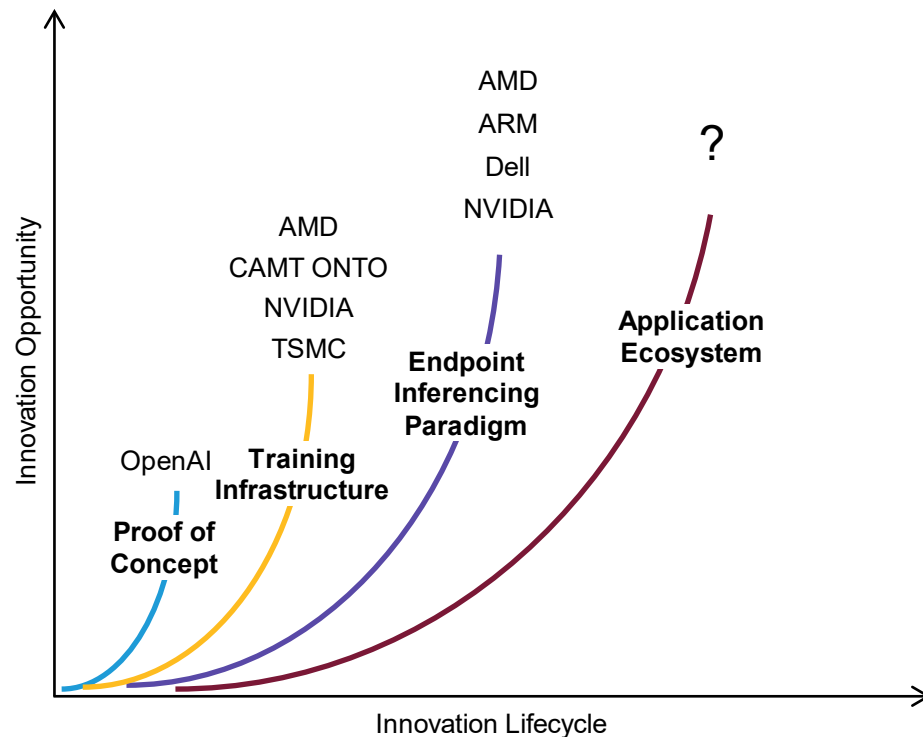 Innovation Opportunity
OpenAI
Proof of
Concept
AMD
CAMT ONTO
NVIDIA
TSMC
Training
Infrastructure
AMD
ARM
Dell
NVIDIA
Endpoint
Inferencing
Paradigm
?
Application
Ecosystem
Innovation Lifecycle